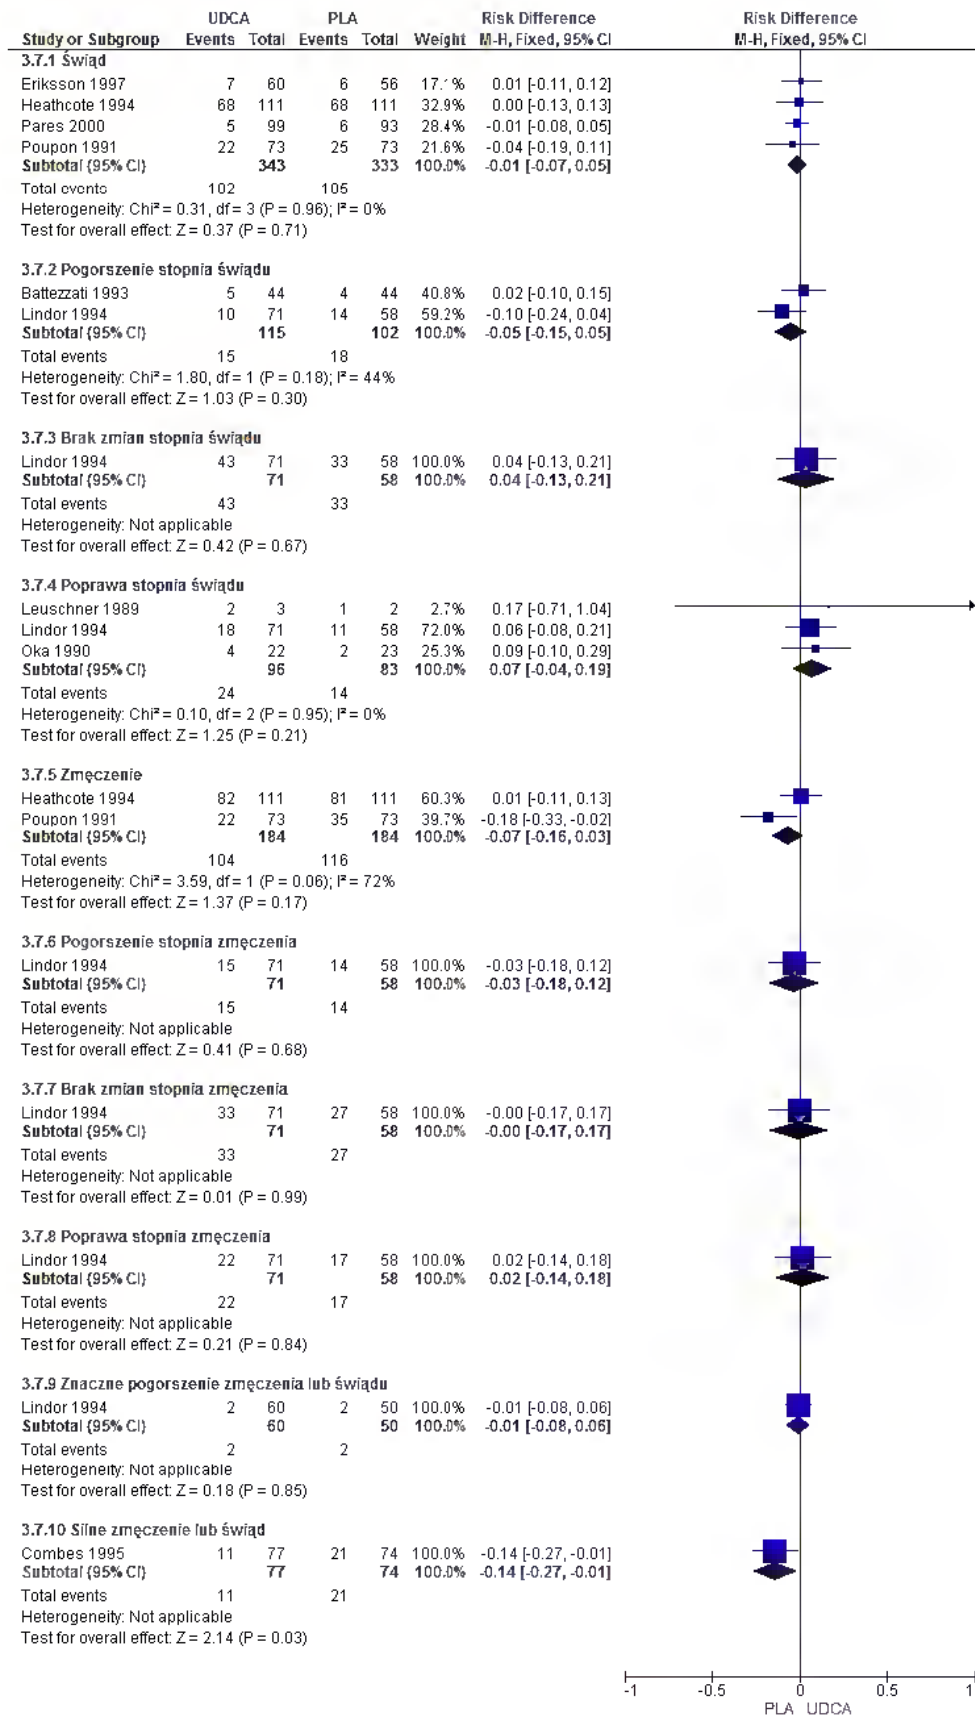 UDCA PLA Risk Difference Risk Difference
Study or Subgroup Events Total Events Total Weight M-H, Fixed, 95% CI M-H, Fixed, 95% CI
3.7.1 Świąd
Eriksson 1997 7 60 6 56 17.1% 0.01 [-0.11, 0.12]
Heathcote 1994 68 111 68 111 32.9% 0.00 [-0.13, 0.13]
Pares 2000 5 99 6 93 28.4% -0.01 [-0.08, 0.05]
Poupon 1991 22 73 25 73 21.6% -0.04 [-0.19, 0.11]
Subtotal (95% CI) 343 333 100.0% -0.01 [-0.07, 0.05]
Total events 102 105
Heterogeneity: Chi² = 0.31, df = 3 (P = 0.96); I² = 0%
Test for overall effect: Z = 0.37 (P = 0.71)
3.7.2 Pogorszenie stopnia świądu
Battezzati 1993 5 44 4 44 40.8% 0.02 [-0.10, 0.15]
Lindor 1994 10 71 14 58 59.2% -0.10 [-0.24, 0.04]
Subtotal (95% CI) 115 102 100.0% -0.05 [-0.15, 0.05]
Total events 15 18
Heterogeneity: Chi² = 1.80, df = 1 (P = 0.18); I² = 44%
Test for overall effect: Z = 1.03 (P = 0.30)
3.7.3 Brak zmian stopnia świądu
Lindor 1994 43 71 33 58 100.0% 0.04 [-0.13, 0.21]
Subtotal (95% CI) 71 58 100.0% 0.04 [-0.13, 0.21]
Total events 43 33
Heterogeneity: Not applicable
Test for overall effect: Z = 0.42 (P = 0.67)
3.7.4 Poprawa stopnia świądu
Leuschner 1989 2 3 1 2 2.7% 0.17 [-0.71, 1.04]
Lindor 1994 18 71 11 58 72.0% 0.06 [-0.08, 0.21]
Oka 1990 4 22 2 23 25.3% 0.09 [-0.10, 0.29]
Subtotal (95% CI) 96 83 100.0% 0.07 [-0.04, 0.19]
Total events 24 14
Heterogeneity: Chi² = 0.10, df = 2 (P = 0.95); I² = 0%
Test for overall effect: Z = 1.25 (P = 0.21)
3.7.5 Zmęczenie
Heathcote 1994 82 111 81 111 60.3% 0.01 [-0.11, 0.13]
Poupon 1991 22 73 35 73 39.7% -0.18 [-0.33, -0.02]
Subtotal (95% CI) 184 184 100.0% -0.07 [-0.16, 0.03]
Total events 104 116
Heterogeneity: Chi² = 3.59, df = 1 (P = 0.06); I² = 72%
Test for overall effect: Z = 1.37 (P = 0.17)
3.7.6 Pogorszenie stopnia zmęczenia
Lindor 1994 15 71 14 58 100.0% -0.03 [-0.18, 0.12]
Subtotal (95% CI) 71 58 100.0% -0.03 [-0.18, 0.12]
Total events 15 14
Heterogeneity: Not applicable
Test for overall effect: Z = 0.41 (P = 0.68)
3.7.7 Brak zmian stopnia zmęczenia
Lindor 1994 33 71 27 58 100.0% -0.00 [-0.17, 0.17]
Subtotal (95% CI) 71 58 100.0% -0.00 [-0.17, 0.17]
Total events 33 27
Heterogeneity: Not applicable
Test for overall effect: Z = 0.01 (P = 0.99)
3.7.8 Poprawa stopnia zmęczenia
Lindor 1994 22 71 17 58 100.0% 0.02 [-0.14, 0.18]
Subtotal (95% CI) 71 58 100.0% 0.02 [-0.14, 0.18]
Total events 22 17
Heterogeneity: Not applicable
Test for overall effect: Z = 0.21 (P = 0.84)
3.7.9 Znaczne pogorszenie zmęczenia lub świądu
Lindor 1994 2 60 2 50 100.0% -0.01 [-0.08, 0.06]
Subtotal (95% CI) 60 50 100.0% -0.01 [-0.08, 0.06]
Total events 2 2
Heterogeneity: Not applicable
Test for overall effect: Z = 0.18 (P = 0.85)
3.7.10 Silne zmęczenie lub świąd
Combes 1995 11 77 21 74 100.0% -0.14 [-0.27, -0.01]
Subtotal (95% CI) 77 74 100.0% -0.14 [-0.27, -0.01]
Total events 11 21
Heterogeneity: Not applicable
Test for overall effect: Z = 2.14 (P = 0.03)
-1 -0.5 0 0.5 1
PLA UDCA